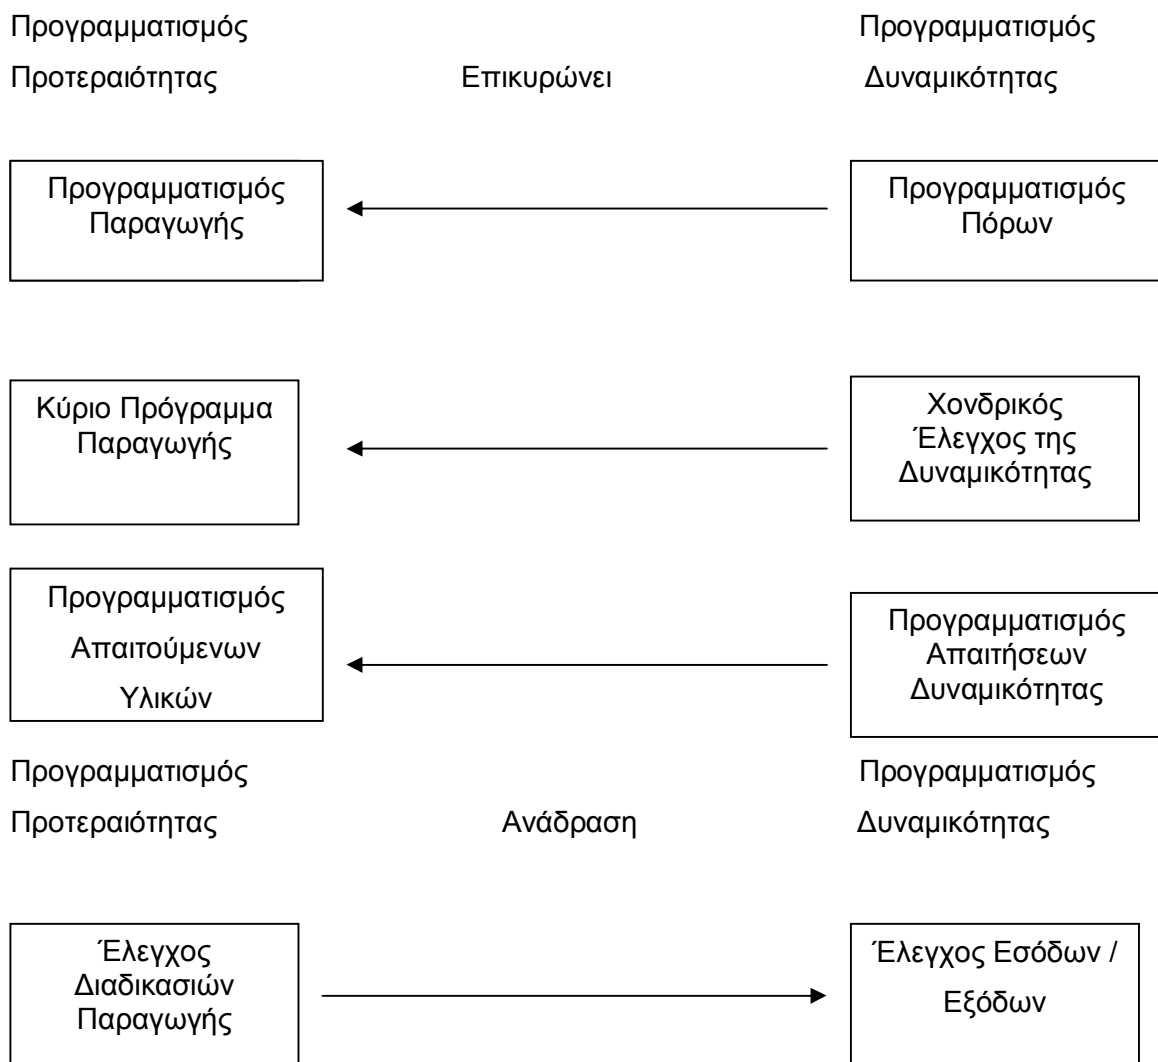 Προγραμματισμός Προγραμματισμός
Προτεραιότητας Επικυρώνει Δυναμικότητας
Προγραμματισμός
Παραγωγής
Προγραμματισμός
Πόρων
Κύριο Πρόγραμμα
Παραγωγής
Χονδρικός
Έλεγχος της
Δυναμικότητας
Προγραμματισμός
Απαιτούμενων
Υλικών
Προγραμματισμός
Απαιτήσεων
Δυναμικότητας
Προγραμματισμός Προγραμματισμός
Προτεραιότητας Ανάδραση Δυναμικότητας
Έλεγχος
Διαδικασιών
Παραγωγής
Έλεγχος Εσόδων /
Εξόδων